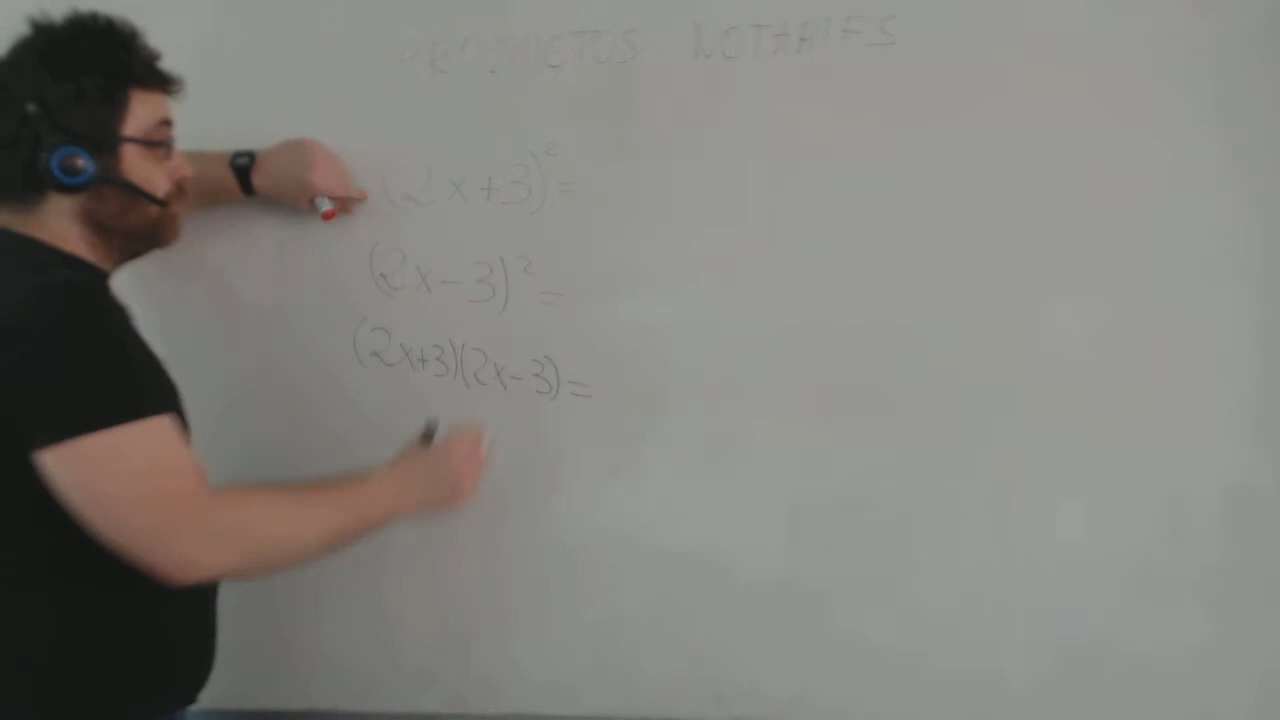 PRODUCTOS NOTABLES
(2x+3)²=
(2x-3)²=
(2x+3)(2x-3)=